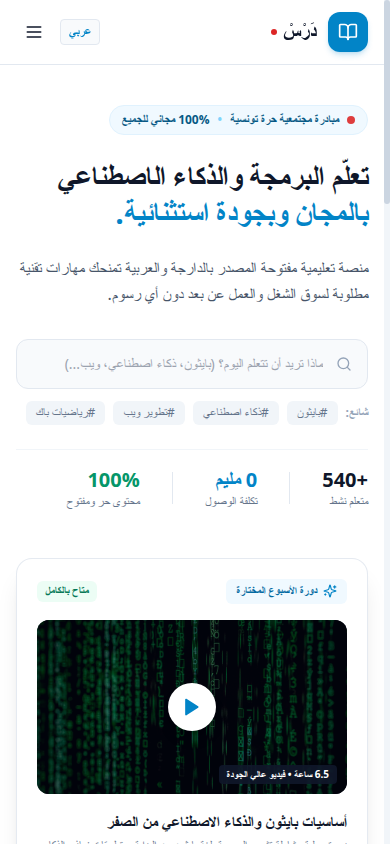 دَرْسْ
عربي
مبادرة مجتمعية حرة تونسية • 100% مجاني للجميع
تعلّم البرمجة والذكاء الاصطناعي
بالمجان وبجودة استثنائية.
منصة تعليمية مفتوحة المصدر بالدارجة والعربية تمنحك مهارات تقنية
مطلوبة لسوق الشغل والعمل عن بعد دون أي رسوم.
ماذا تريد أن تتعلم اليوم؟ (بايثون، ذكاء اصطناعي، ويب...)
شائع: #بايثون #ذكاء اصطناعي #تطوير ويب #رياضيات باك
540+ 0 مليم 100%
متعلم نشط تكلفة الوصول محتوى حر ومفتوح
دورة الأسبوع المختارة متاح بالكامل
6.5 ساعة • فيديو عالي الجودة
أساسيات بايثون والذكاء الاصطناعي من الصفر